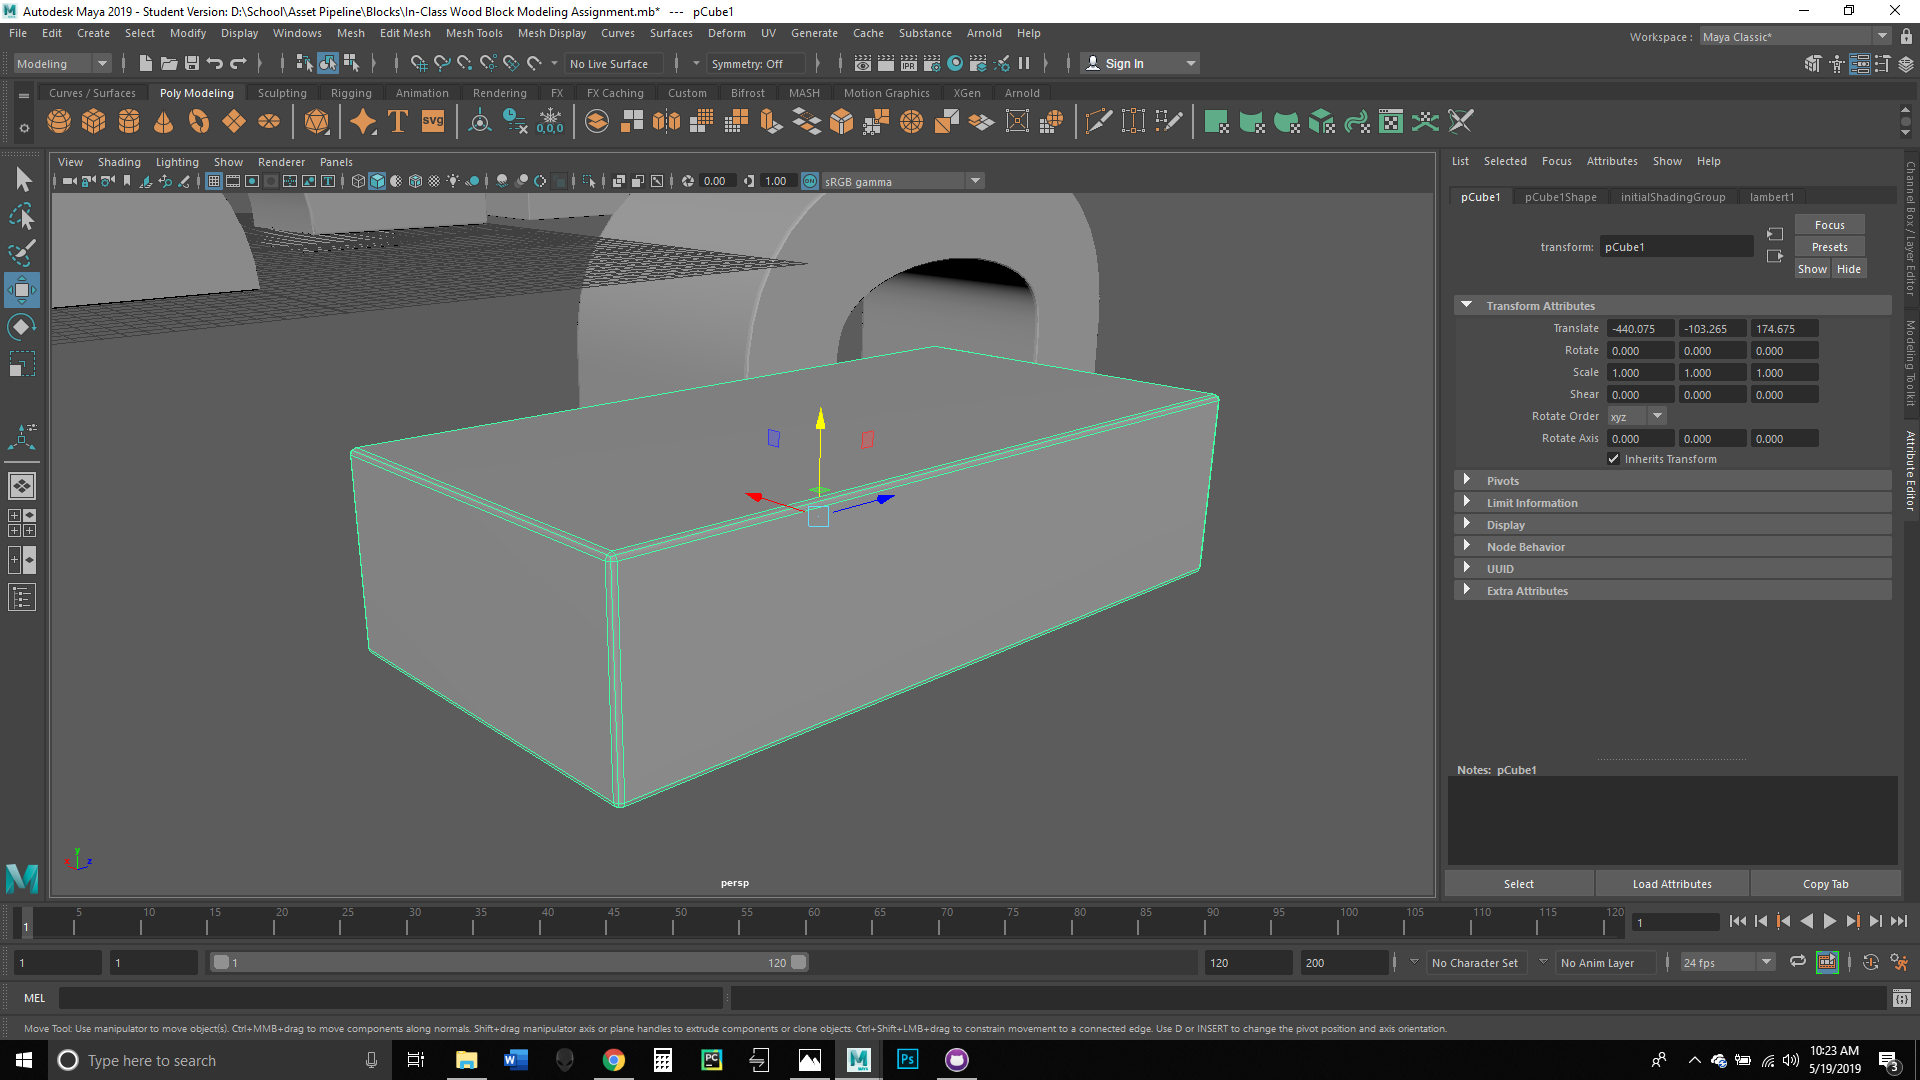 Autodesk Maya 2019 - Student Version: D:\School\Asset Pipeline\Blocks\In-Class Wood Block Modeling Assignment.mb* --- pCube1
File Edit Create Select Modify Display Windows Mesh Edit Mesh Mesh Tools Mesh Display Curves Surfaces Deform UV Generate Cache Substance Arnold Help
Workspace : Maya Classic*
Modeling No Live Surface Symmetry: Off IPR Sign In
Curves / Surfaces Poly Modeling Sculpting Rigging Animation Rendering FX FX Caching Custom Bifrost MASH Motion Graphics XGen Arnold
T svg 0,0,0
View Shading Lighting Show Renderer Panels
0.00 1.00 ON sRGB gamma
List Selected Focus Attributes Show Help
pCube1 pCube1Shape initialShadingGroup lambert1
transform: pCube1
Focus
Presets
Show Hide
Transform Attributes
Translate -440.075 -103.265 174.675
Rotate 0.000 0.000 0.000
Scale 1.000 1.000 1.000
Shear 0.000 0.000 0.000
Rotate Order xyz
Rotate Axis 0.000 0.000 0.000
Inherits Transform
Pivots
Limit Information
Display
Node Behavior
UUID
Extra Attributes
Notes: pCube1
Select Load Attributes Copy Tab
Channel Box / Layer Editor
Modeling Toolkit
Attribute Editor
y
x z
persp
1 5 10 15 20 25 30 35 40 45 50 55 60 65 70 75 80 85 90 95 100 105 110 115 120 1
1 1 1 120 120 200 No Character Set No Anim Layer 24 fps
MEL
Move Tool: Use manipulator to move object(s). Ctrl+MMB+drag to move components along normals. Shift+drag manipulator axis or plane handles to extrude components or clone objects. Ctrl+Shift+LMB+drag to constrain movement to a connected edge. Use D or INSERT to change the pivot position and axis orientation.
Type here to search
10:23 AM
5/19/2019
3